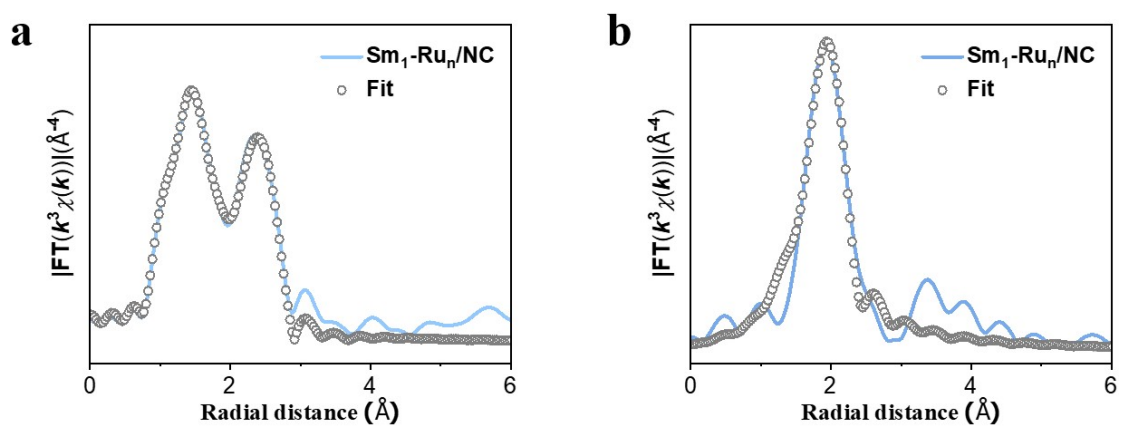 a
Sm₁-Ruₙ/NC
Fit
|FT(k³χ(k))|(Å⁻⁴)
0 2 4 6
Radial distance (Å)
b
Sm₁-Ruₙ/NC
Fit
|FT(k³χ(k))|(Å⁻⁴)
0 2 4 6
Radial distance (Å)